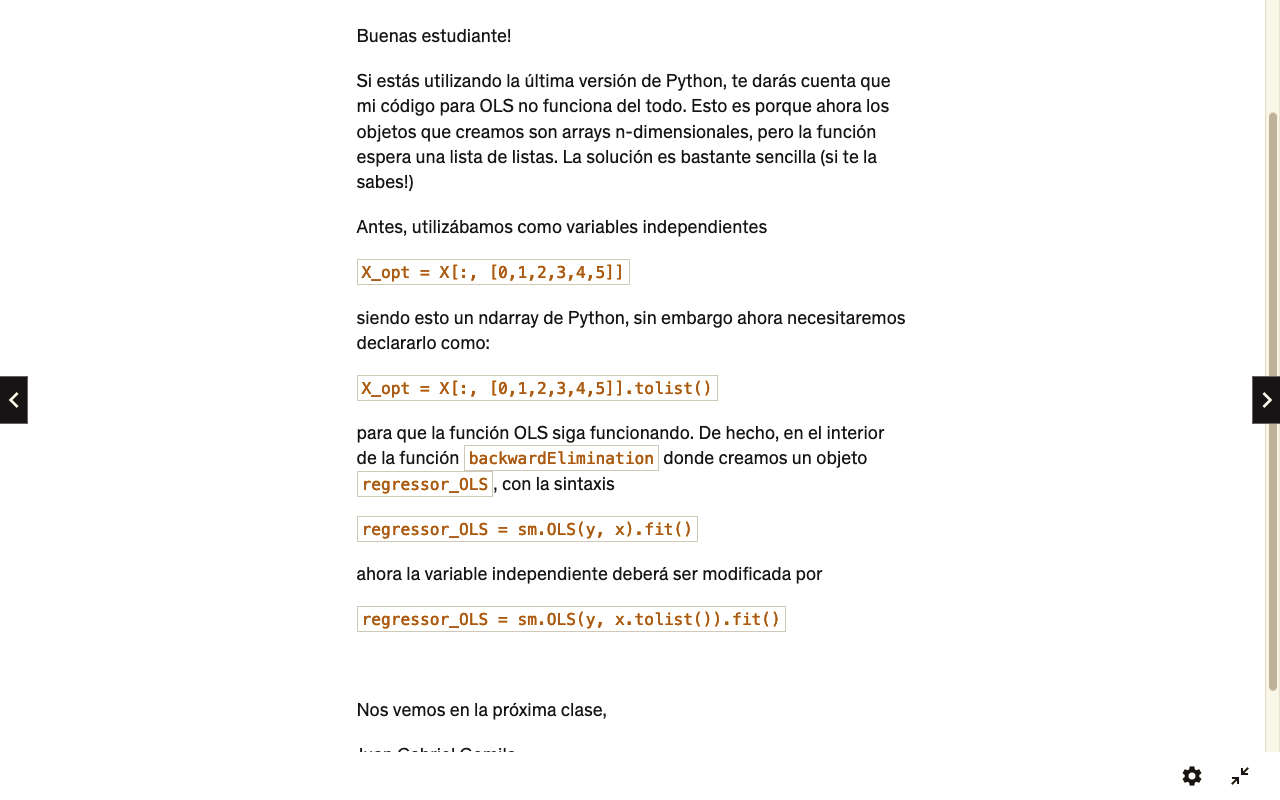 Buenas estudiante!
Si estás utilizando la última versión de Python, te darás cuenta que
mi código para OLS no funciona del todo. Esto es porque ahora los
objetos que creamos son arrays n-dimensionales, pero la función
espera una lista de listas. La solución es bastante sencilla (si te la
sabes!)
Antes, utilizábamos como variables independientes
X_opt = X[:, [0,1,2,3,4,5]]
siendo esto un ndarray de Python, sin embargo ahora necesitaremos
declararlo como:
X_opt = X[:, [0,1,2,3,4,5]].tolist()
para que la función OLS siga funcionando. De hecho, en el interior
de la función backwardElimination donde creamos un objeto
regressor_OLS, con la sintaxis
regressor_OLS = sm.OLS(y, x).fit()
ahora la variable independiente deberá ser modificada por
regressor_OLS = sm.OLS(y, x.tolist()).fit()
Nos vemos en la próxima clase,
Juan Gabriel Gomila